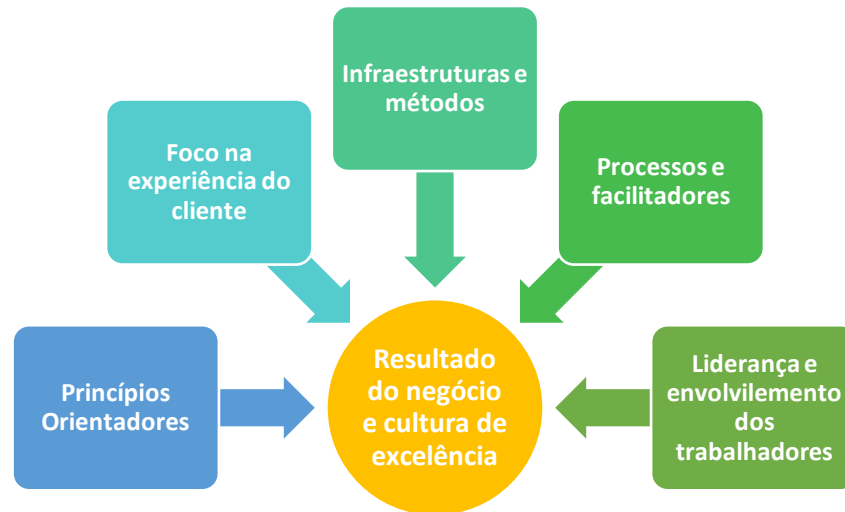 Infraestruturas e
métodos
Foco na
experiência do
cliente
Processos e
facilitadores
Princípios
Orientadores
Resultado
do negócio
e cultura de
excelência
Liderança e
envolvilemento
dos
trabalhadores